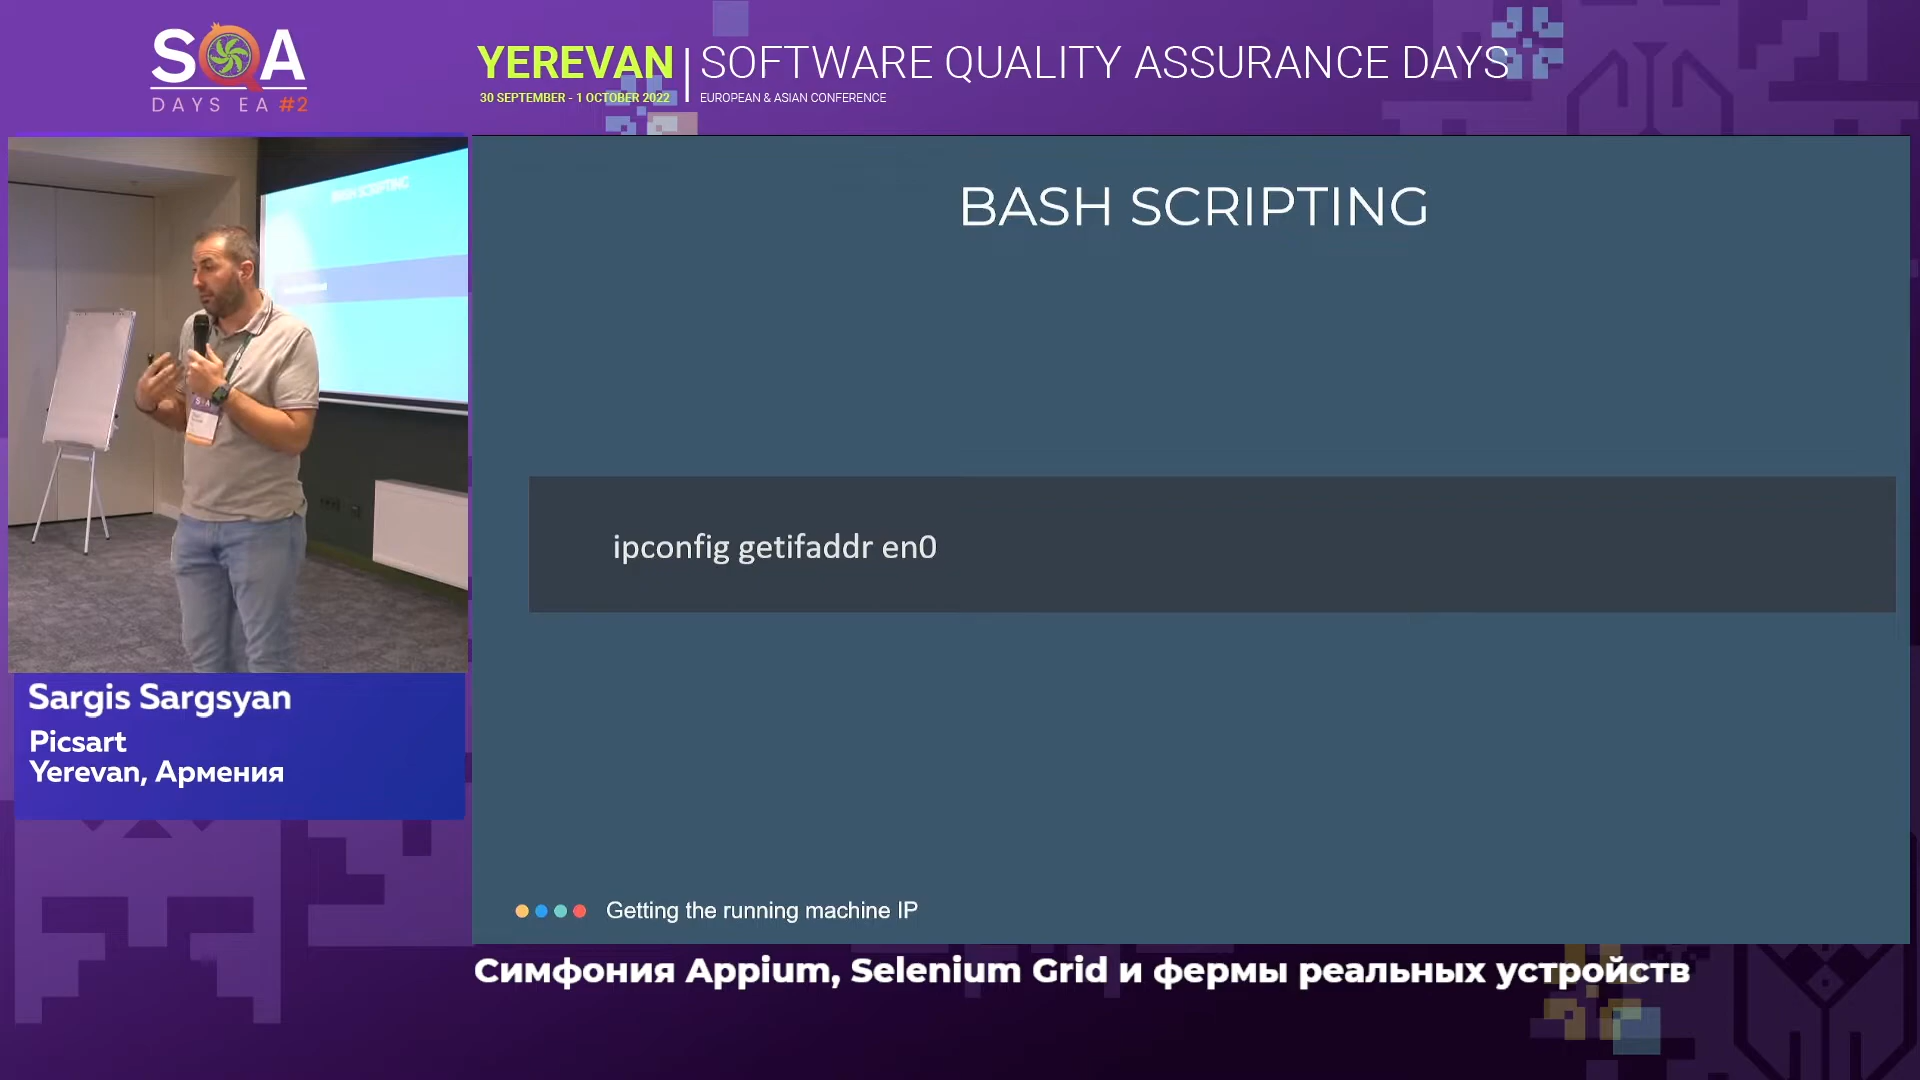 SQA
DAYS EA #2
YEREVAN
30 SEPTEMBER - 1 OCTOBER 2022
SOFTWARE QUALITY ASSURANCE DAYS
EUROPEAN & ASIAN CONFERENCE
BASH SCRIPTING
BASH SCRIPTING
ipconfig getifaddr en0
Getting the running machine IP
Sargis Sargsyan
Picsart
Yerevan, Армения
Симфония Appium, Selenium Grid и фермы реальных устройств